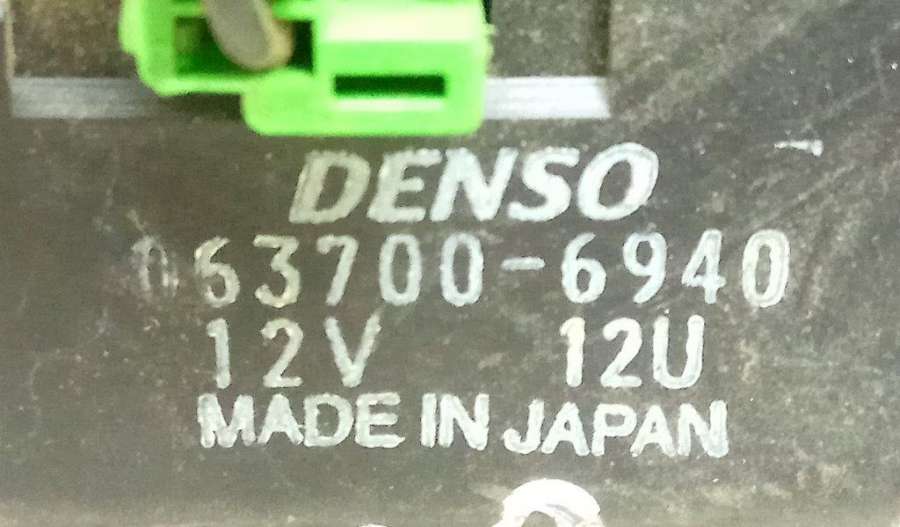 DENSO
063700-6940
12V 12U
MADE IN JAPAN